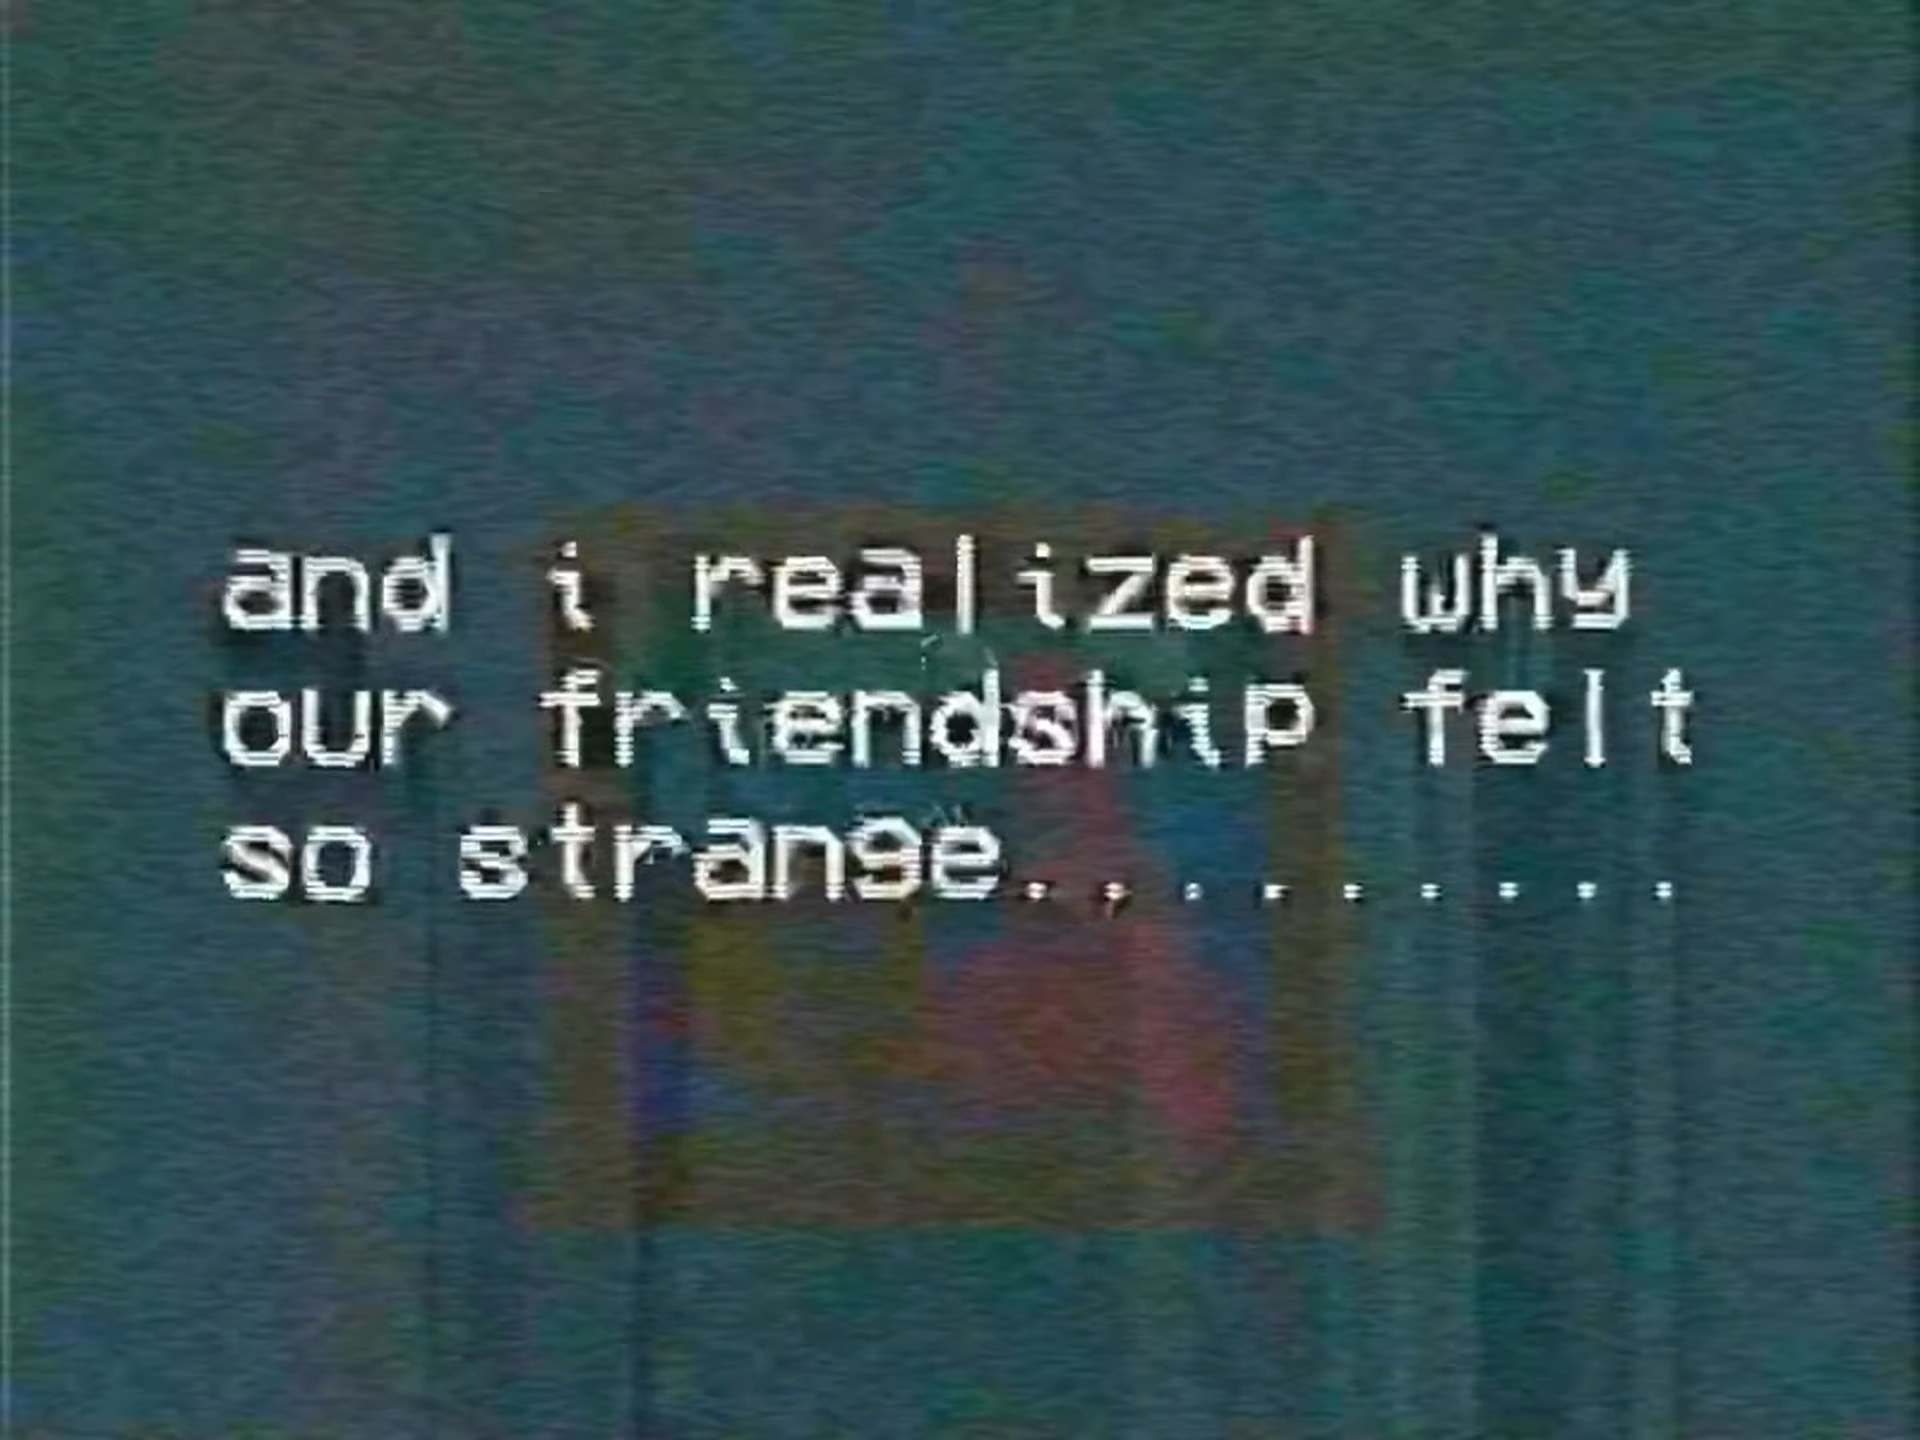 and i realized why
our friendship felt
so strange.........